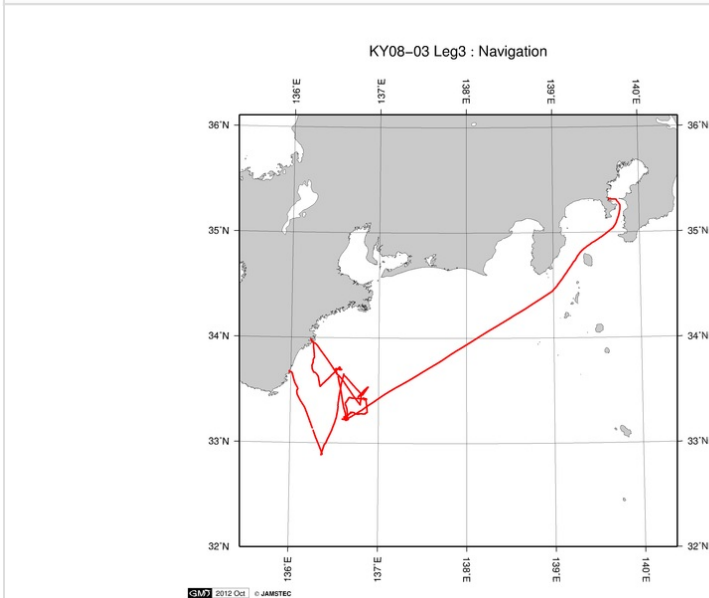 KY08−03 Leg3 : Navigation
136˚E 137˚E 138˚E 139˚E 140˚E
36˚N 36˚N
35˚N 35˚N
34˚N 34˚N
33˚N 33˚N
32˚N 32˚N
136˚E 137˚E 138˚E 139˚E 140˚E
GMD 2012 Oct © JAMSTEC